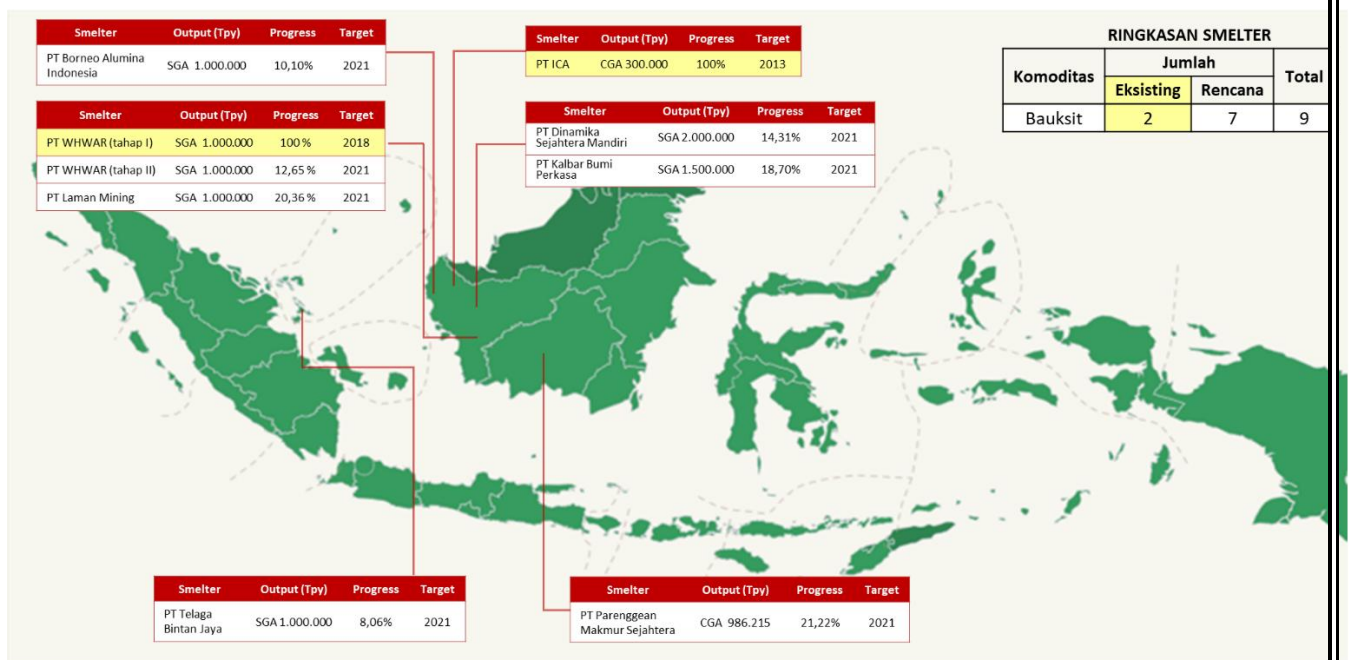 Smelter Output (Tpy) Progress Target
PT Borneo Alumina Indonesia SGA 1.000.000 10,10% 2021
Smelter Output (Tpy) Progress Target
PT WHWAR (tahap I) SGA 1.000.000 100 % 2018
PT WHWAR (tahap II) SGA 1.000.000 12,65 % 2021
PT Laman Mining SGA 1.000.000 20,36 % 2021
Smelter Output (Tpy) Progress Target
PT ICA CGA 300.000 100% 2013
Smelter Output (Tpy) Progress Target
PT Dinamika Sejahtera Mandiri SGA 2.000.000 14,31% 2021
PT Kalbar Bumi Perkasa SGA 1.500.000 18,70% 2021
RINGKASAN SMELTER
Komoditas Jumlah Total
Eksisting Rencana
Bauksit 2 7 9
Smelter Output (Tpy) Progress Target
PT Telaga Bintan Jaya SGA 1.000.000 8,06% 2021
Smelter Output (Tpy) Progress Target
PT Parenggean Makmur Sejahtera CGA 986.215 21,22% 2021